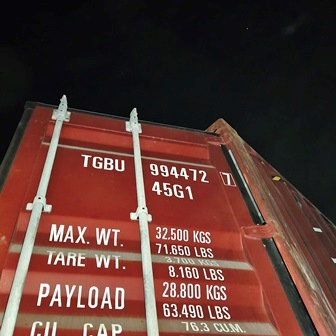 TGBU 994472 7
45G1
MAX. WT. 32.500 KGS
71.650 LBS
TARE WT. 3.700 KGS
8.160 LBS
PAYLOAD 28.800 KGS
63.490 LBS
CU. CAP. 76.3 CU.M.